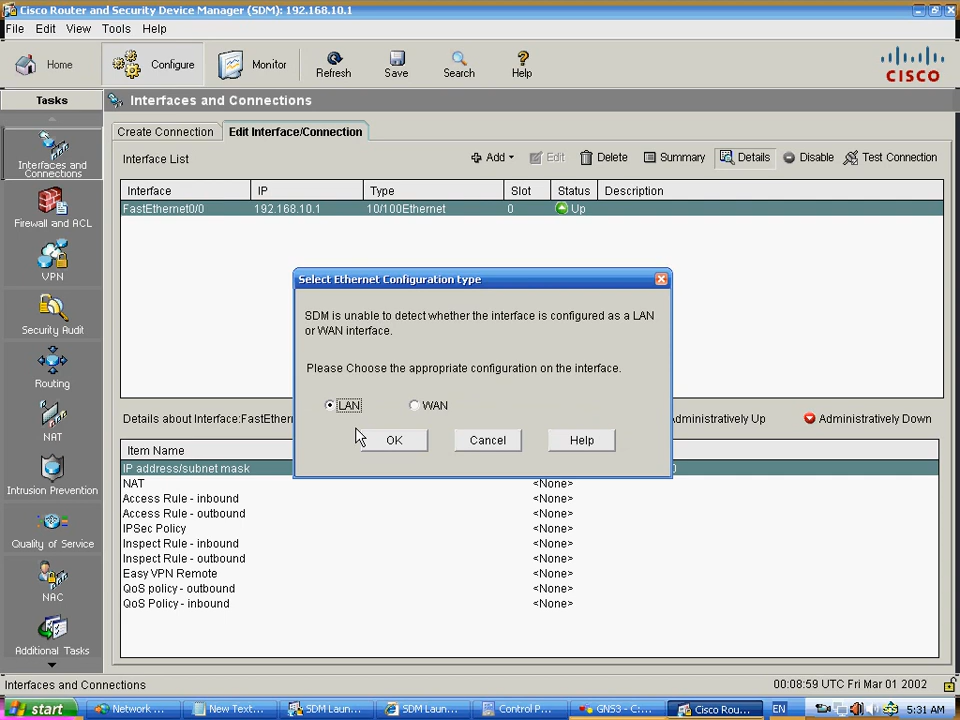 Cisco Router and Security Device Manager (SDM): 192.168.10.1
File Edit View Tools Help
Home Configure Monitor Refresh Save Search Help
CISCO
Tasks
Interfaces and Connections
Interfaces and Connections
Firewall and ACL
VPN
Security Audit
Routing
NAT
Intrusion Prevention
Quality of Service
NAC
Additional Tasks
Create Connection Edit Interface/Connection
Interface List Add Edit Delete Summary Details Disable Test Connection
Interface IP Type Slot Status Description
FastEthernet0/0 192.168.10.1 10/100Ethernet 0 Up
Select Ethernet Configuration type
SDM is unable to detect whether the interface is configured as a LAN
or WAN interface.
Please Choose the appropriate configuration on the interface.
LAN WAN
OK Cancel Help
Details about Interface:FastEther Administratively Up Administratively Down
Item Name
IP address/subnet mask 0
NAT <None>
Access Rule - inbound <None>
Access Rule - outbound <None>
IPSec Policy <None>
Inspect Rule - inbound <None>
Inspect Rule - outbound <None>
Easy VPN Remote <None>
QoS policy - outbound <None>
QoS Policy - inbound <None>
Interfaces and Connections 00:08:59 UTC Fri Mar 01 2002
start Network ... New Text... SDM Laun... SDM Laun... Control P... GNS3 - C:... Cisco Rou... EN 5:31 AM